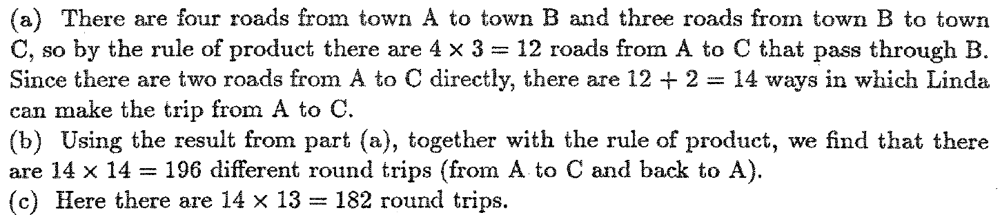 (a) There are four roads from town A to town B and three roads from town B to town
C, so by the rule of product there are 4 × 3 = 12 roads from A to C that pass through B.
Since there are two roads from A to C directly, there are 12 + 2 = 14 ways in which Linda
can make the trip from A to C.
(b) Using the result from part (a), together with the rule of product, we find that there
are 14 × 14 = 196 different round trips (from A to C and back to A).
(c) Here there are 14 × 13 = 182 round trips.